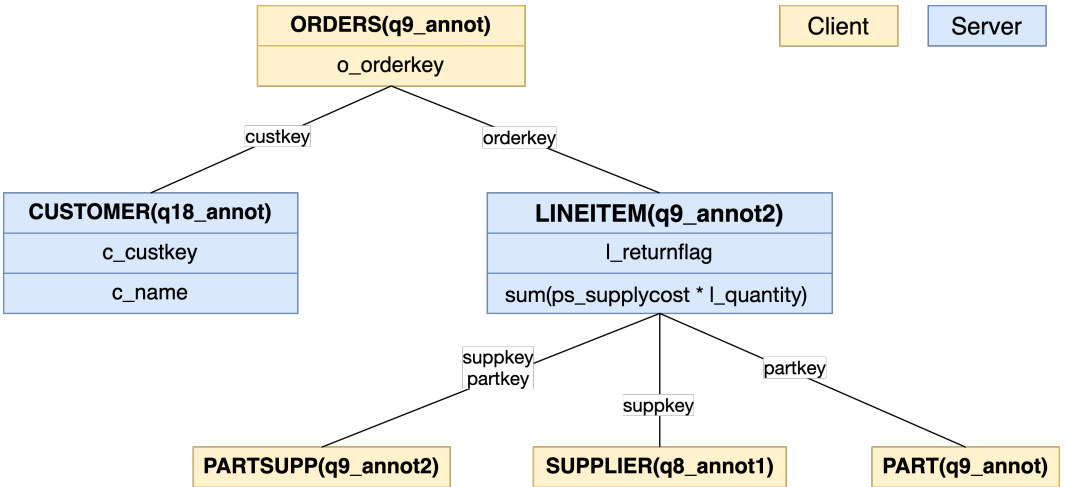 ORDERS(q9_annot)
o_orderkey
Client
Server
custkey
orderkey
CUSTOMER(q18_annot)
c_custkey
c_name
LINEITEM(q9_annot2)
l_returnflag
sum(ps_supplycost * l_quantity)
suppkey
partkey
suppkey
partkey
PARTSUPP(q9_annot2)
SUPPLIER(q8_annot1)
PART(q9_annot)